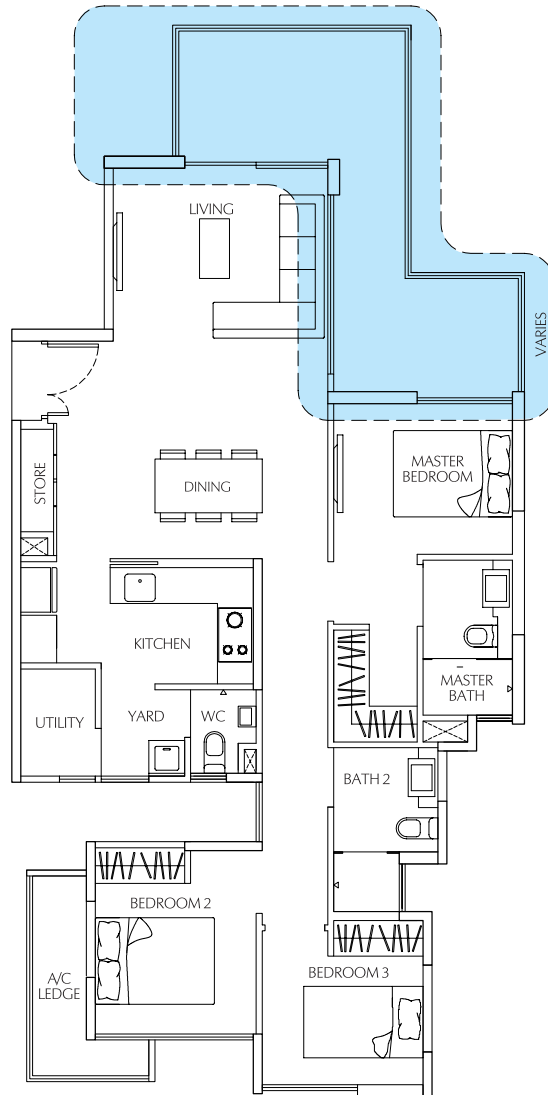 LIVING
VARIES
MASTER
BEDROOM
STORE
DINING
KITCHEN
MASTER
BATH
UTILITY
YARD
WC
BATH 2
BEDROOM 2
A/C
LEDGE
BEDROOM 3